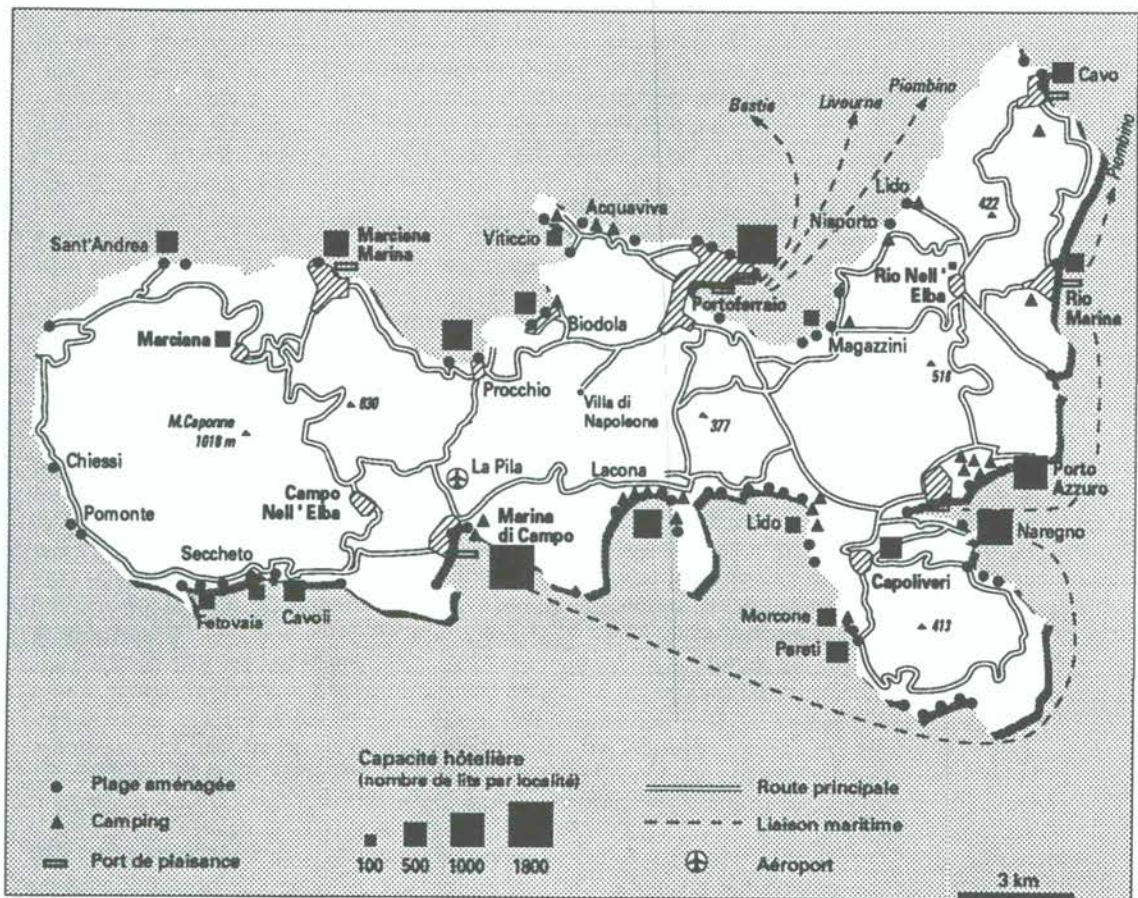 Cavo
Piombino
Livourne
Bastia
Piombino
Lido
422
Acquaviva
Nisporto
Viticcio
Sant'Andrea
Marciana
Marina
Rio Nell'
Elba
Portoferraio
Rio
Marina
Biodola
Magazzini
Marciana
Procchio
516
830
Villa di
Napoleone
377
M. Caponne
1018 m
Chiessi
La Pila
Lacona
Porto
Azzuro
Campo
Nell' Elba
Pomonte
Marina
di Campo
Lido
Naregno
Seccheto
Capoliveri
Fetovaia
Cavoli
Morcone
413
Pareti
Capacité hôtelière
(nombre de lits par localité)
Plage aménagée
Route principale
Camping
Liaison maritime
Port de plaisance
100 500 1000 1800
Aéroport
3 km